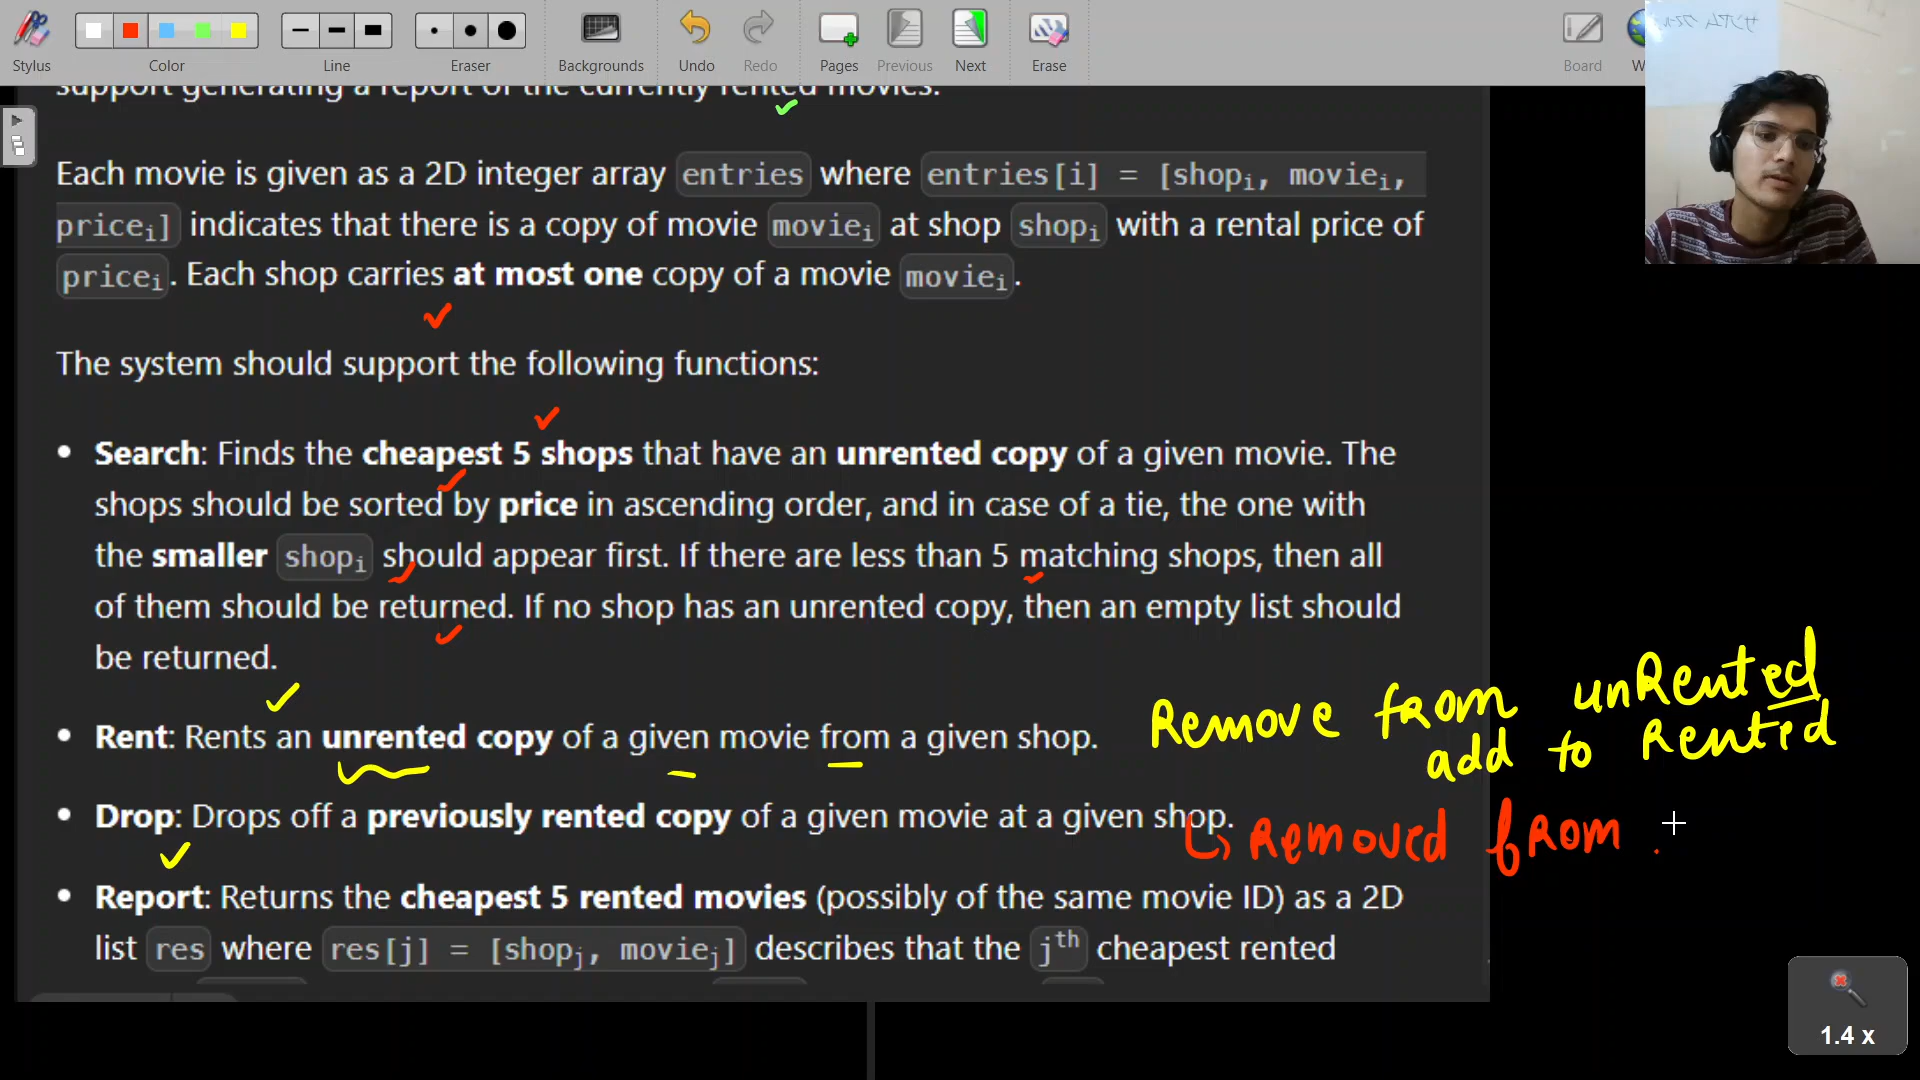 Stylus
Color
Line
Eraser
Backgrounds
Undo
Redo
Pages
Previous
Next
Erase
Board
support generating a report of the currently rented movies.
Each movie is given as a 2D integer array entries where entries[i] = [shopi, moviei,
pricei] indicates that there is a copy of movie moviei at shop shopi with a rental price of
pricei. Each shop carries at most one copy of a movie moviei.
The system should support the following functions:
• Search: Finds the cheapest 5 shops that have an unrented copy of a given movie. The
shops should be sorted by price in ascending order, and in case of a tie, the one with
the smaller shopi should appear first. If there are less than 5 matching shops, then all
of them should be returned. If no shop has an unrented copy, then an empty list should
be returned.
• Rent: Rents an unrented copy of a given movie from a given shop.
Remove from unRented
add to Rented
• Drop: Drops off a previously rented copy of a given movie at a given shop.
Removed from
• Report: Returns the cheapest 5 rented movies (possibly of the same movie ID) as a 2D
list res where res[j] = [shopj, moviej] describes that the jth cheapest rented
1.4 x